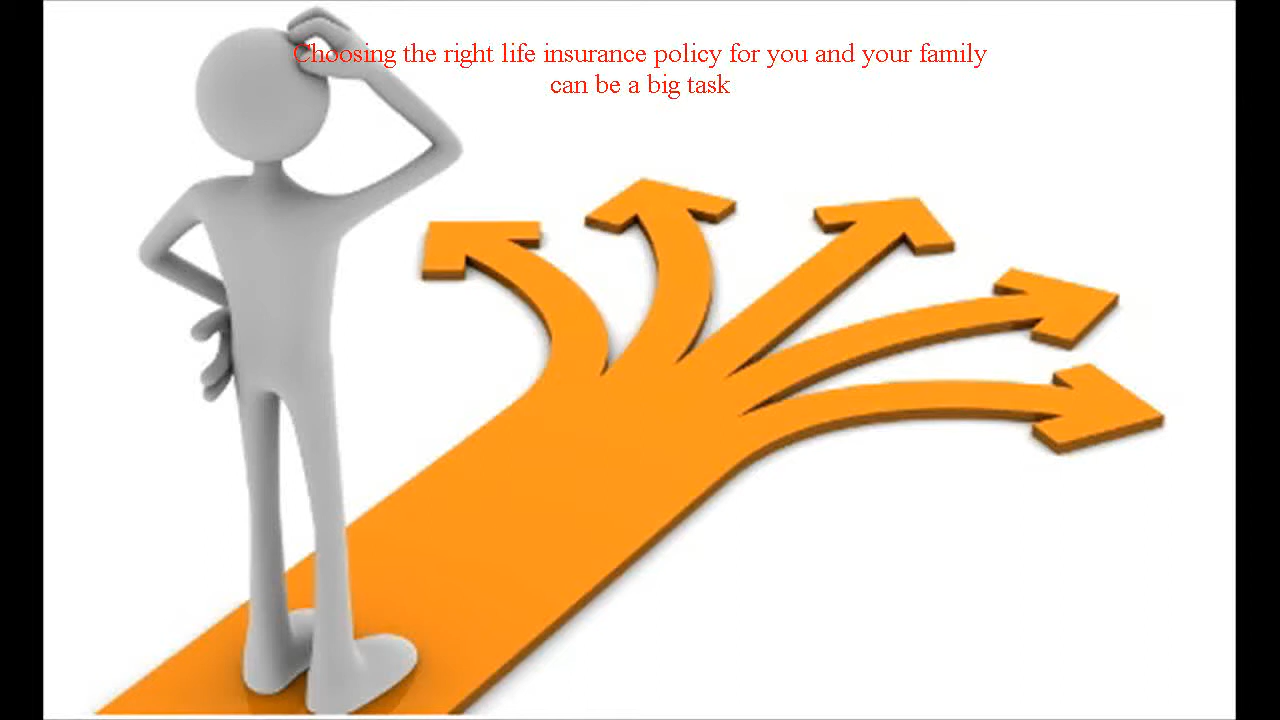 Choosing the right life insurance policy for you and your family
can be a big task